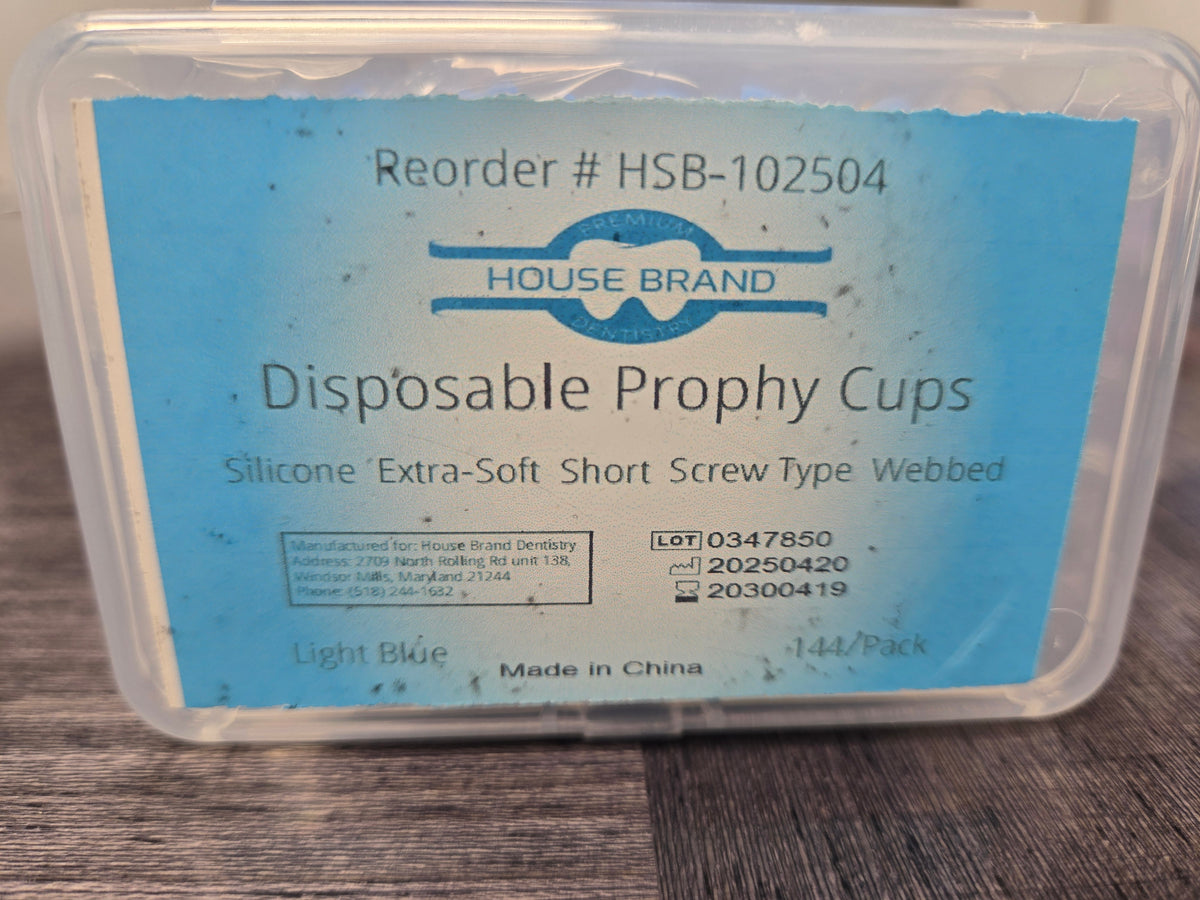 Reorder # HSB-102504
PREMIUM
HOUSE BRAND
DENTISTRY
Disposable Prophy Cups
Silicone Extra-Soft Short Screw Type Webbed
Manufactured for: House Brand Dentistry
Address: 2709 North Rolling Rd unit 138,
Windsor Mills, Maryland 21244
Phone: (518) 244-1632
LOT 0347850
20250420
20300419
Light Blue
144/Pack
Made in China